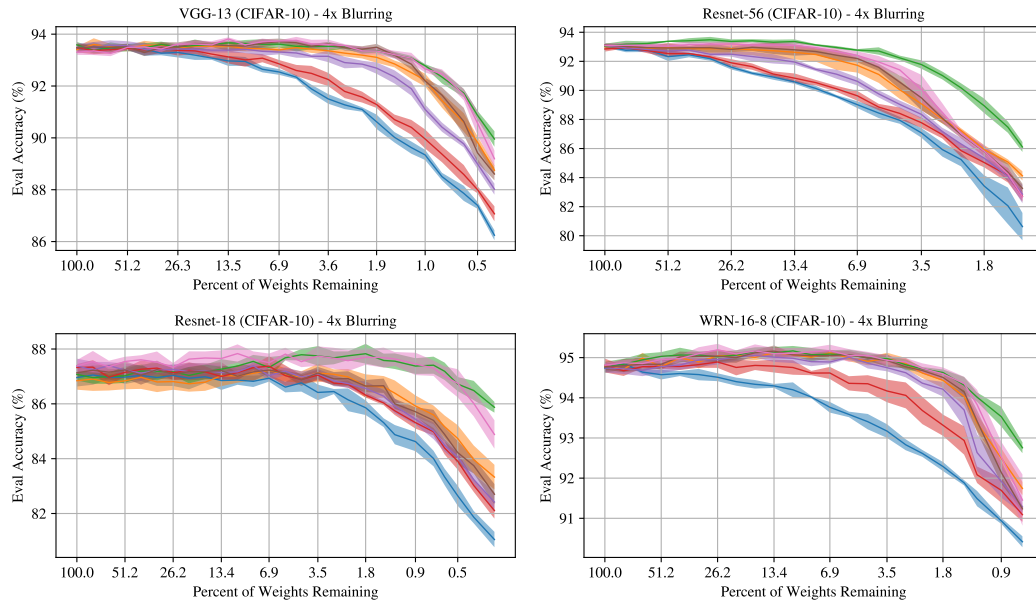 VGG-13 (CIFAR-10) - 4x Blurring
94
92
90
88
86
Eval Accuracy (%)
100.0 51.2 26.3 13.5 6.9 3.6 1.9 1.0 0.5
Percent of Weights Remaining
Resnet-56 (CIFAR-10) - 4x Blurring
94
92
90
88
86
84
82
80
Eval Accuracy (%)
100.0 51.2 26.2 13.4 6.9 3.5 1.8
Percent of Weights Remaining
Resnet-18 (CIFAR-10) - 4x Blurring
88
86
84
82
Eval Accuracy (%)
100.0 51.2 26.2 13.4 6.9 3.5 1.8 0.9 0.5
Percent of Weights Remaining
WRN-16-8 (CIFAR-10) - 4x Blurring
95
94
93
92
91
Eval Accuracy (%)
100.0 51.2 26.2 13.4 6.9 3.5 1.8 0.9
Percent of Weights Remaining